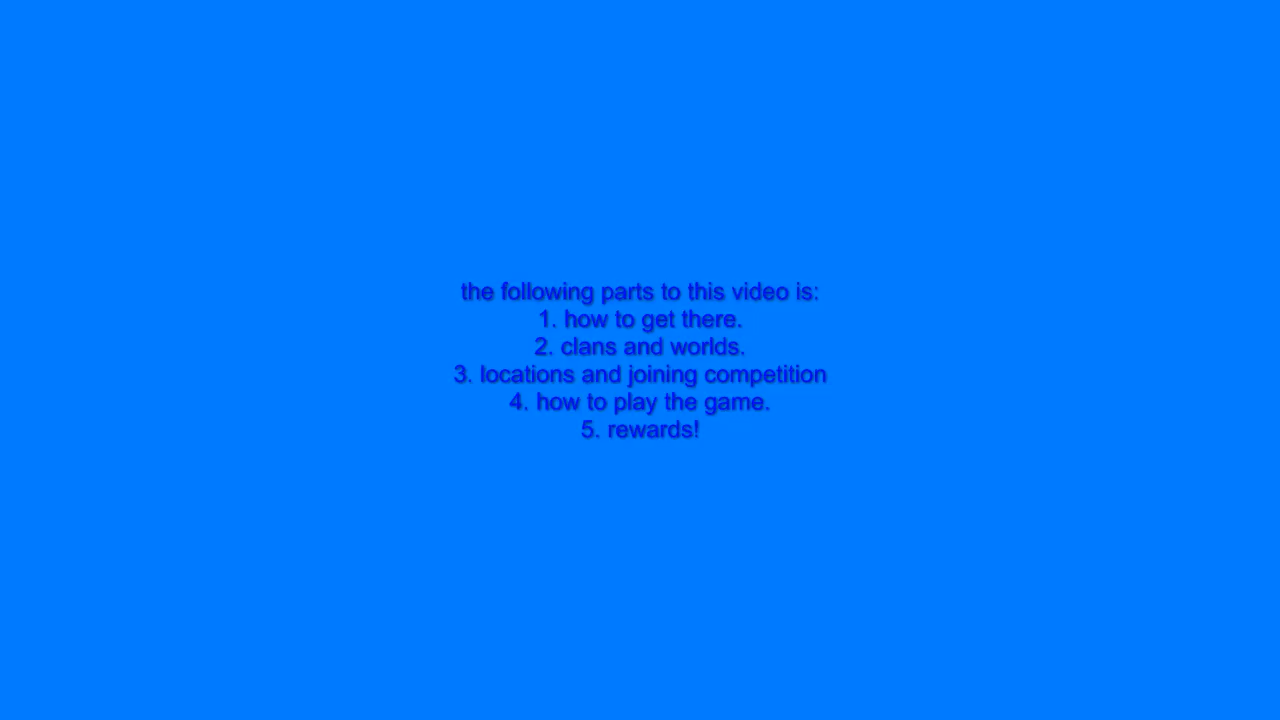 the following parts to this video is:
1. how to get there.
2. clans and worlds.
3. locations and joining competition
4. how to play the game.
5. rewards!